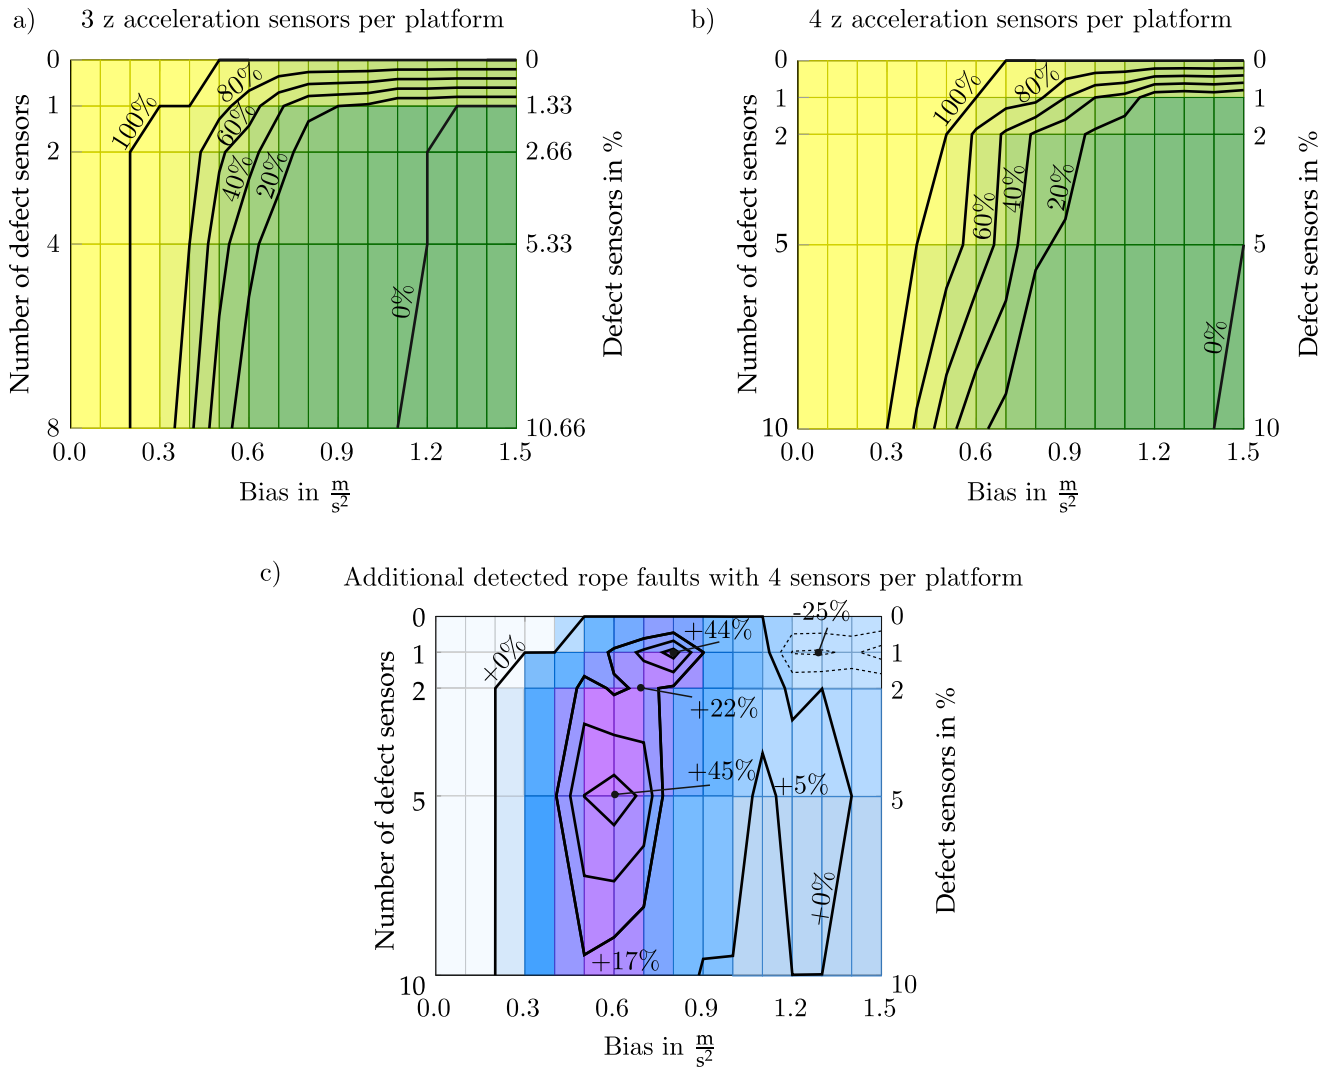 a) 3 z acceleration sensors per platform
0 0
1 1.33
2 2.66
4 5.33
8 10.66
Number of defect sensors
Defect sensors in %
100%
80%
60%
40%
20%
0%
0.0 0.3 0.6 0.9 1.2 1.5
Bias in m/s²
b) 4 z acceleration sensors per platform
0 0
1 1
2 2
5 5
10 10
Number of defect sensors
Defect sensors in %
100%
80%
60%
40%
20%
0%
0.0 0.3 0.6 0.9 1.2 1.5
Bias in m/s²
c) Additional detected rope faults with 4 sensors per platform
0 0
1 1
2 2
5 5
10 10
Number of defect sensors
Defect sensors in %
+0%
+44%
-25%
+22%
+45%
+5%
+0%
+17%
0.0 0.3 0.6 0.9 1.2 1.5
Bias in m/s²